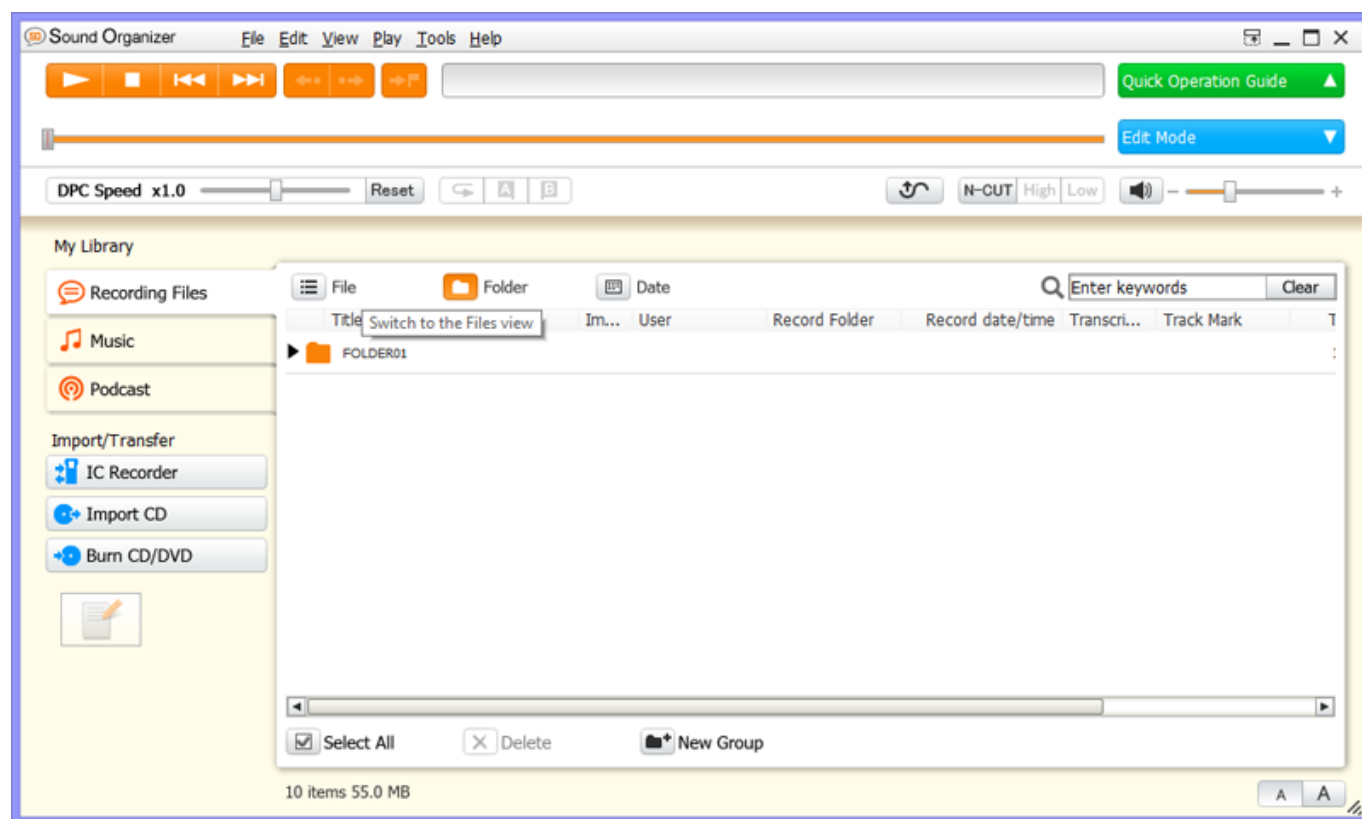 Sound Organizer File Edit View Play Tools Help
Quick Operation Guide
Edit Mode
DPC Speed x1.0 Reset A B N-CUT High Low - +
My Library
Recording Files
Music
Podcast
Import/Transfer
IC Recorder
Import CD
Burn CD/DVD
File Folder Date Enter keywords Clear
Title Im... User Record Folder Record date/time Transcri... Track Mark T
Switch to the Files view
FOLDER01
Select All Delete New Group
10 items 55.0 MB A A